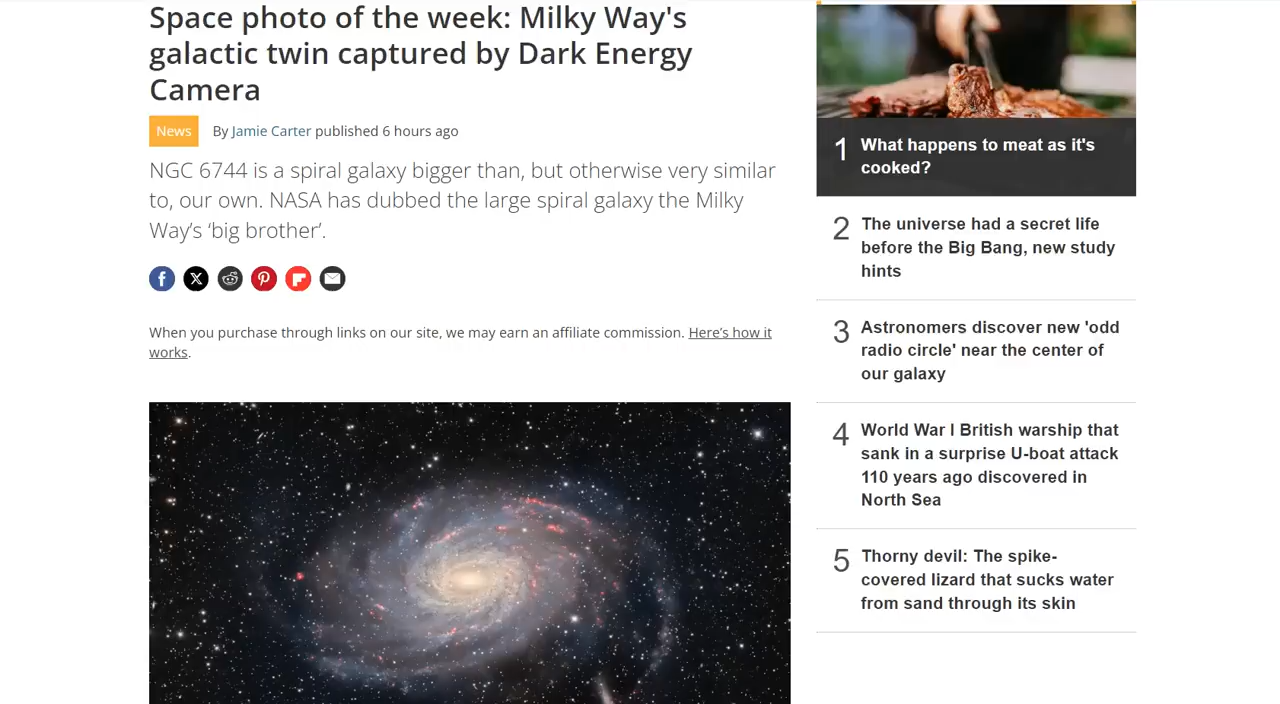 Space photo of the week: Milky Way's
galactic twin captured by Dark Energy
Camera
News
By Jamie Carter published 6 hours ago
NGC 6744 is a spiral galaxy bigger than, but otherwise very similar
to, our own. NASA has dubbed the large spiral galaxy the Milky
Way’s ‘big brother’.
When you purchase through links on our site, we may earn an affiliate commission. Here’s how it
works.
1
What happens to meat as it's
cooked?
2
The universe had a secret life
before the Big Bang, new study
hints
3
Astronomers discover new 'odd
radio circle' near the center of
our galaxy
4
World War I British warship that
sank in a surprise U-boat attack
110 years ago discovered in
North Sea
5
Thorny devil: The spike-
covered lizard that sucks water
from sand through its skin